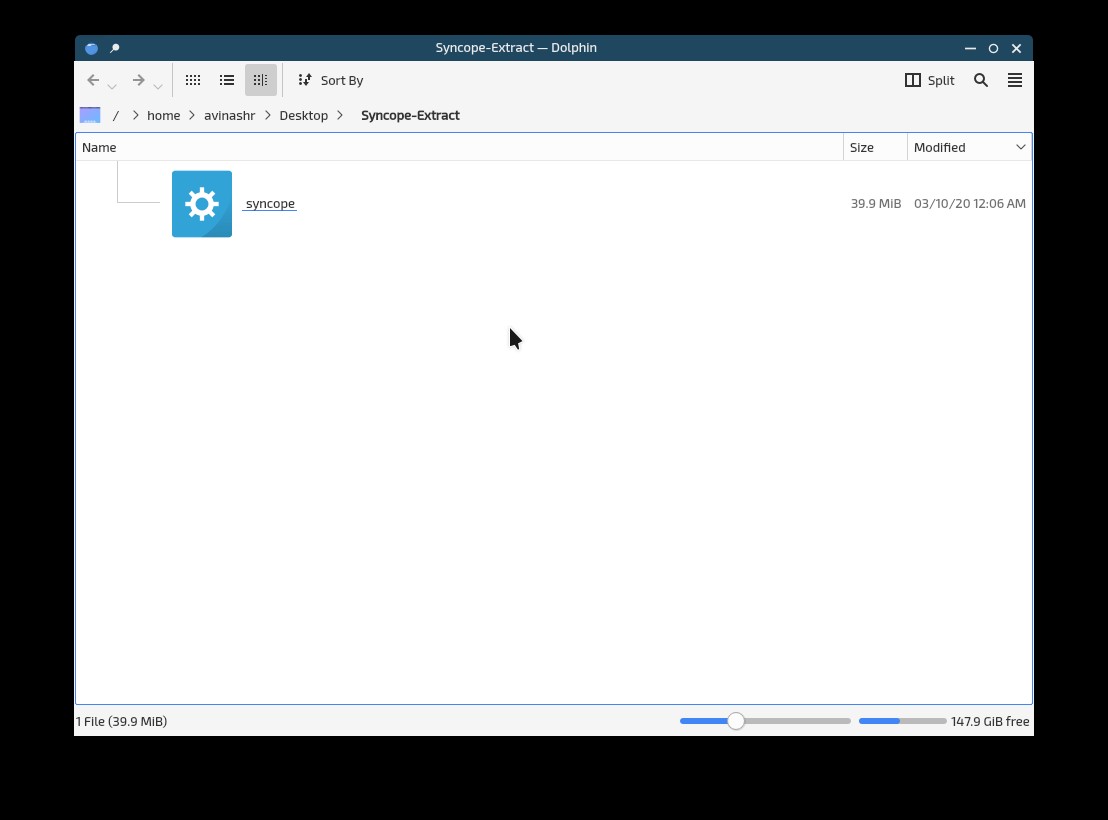 Syncope-Extract — Dolphin
Sort By Split
/ > home > avinashr > Desktop > Syncope-Extract
Name Size Modified
syncope 39.9 MiB 03/10/20 12:06 AM
1 File (39.9 MiB) 147.9 GiB free